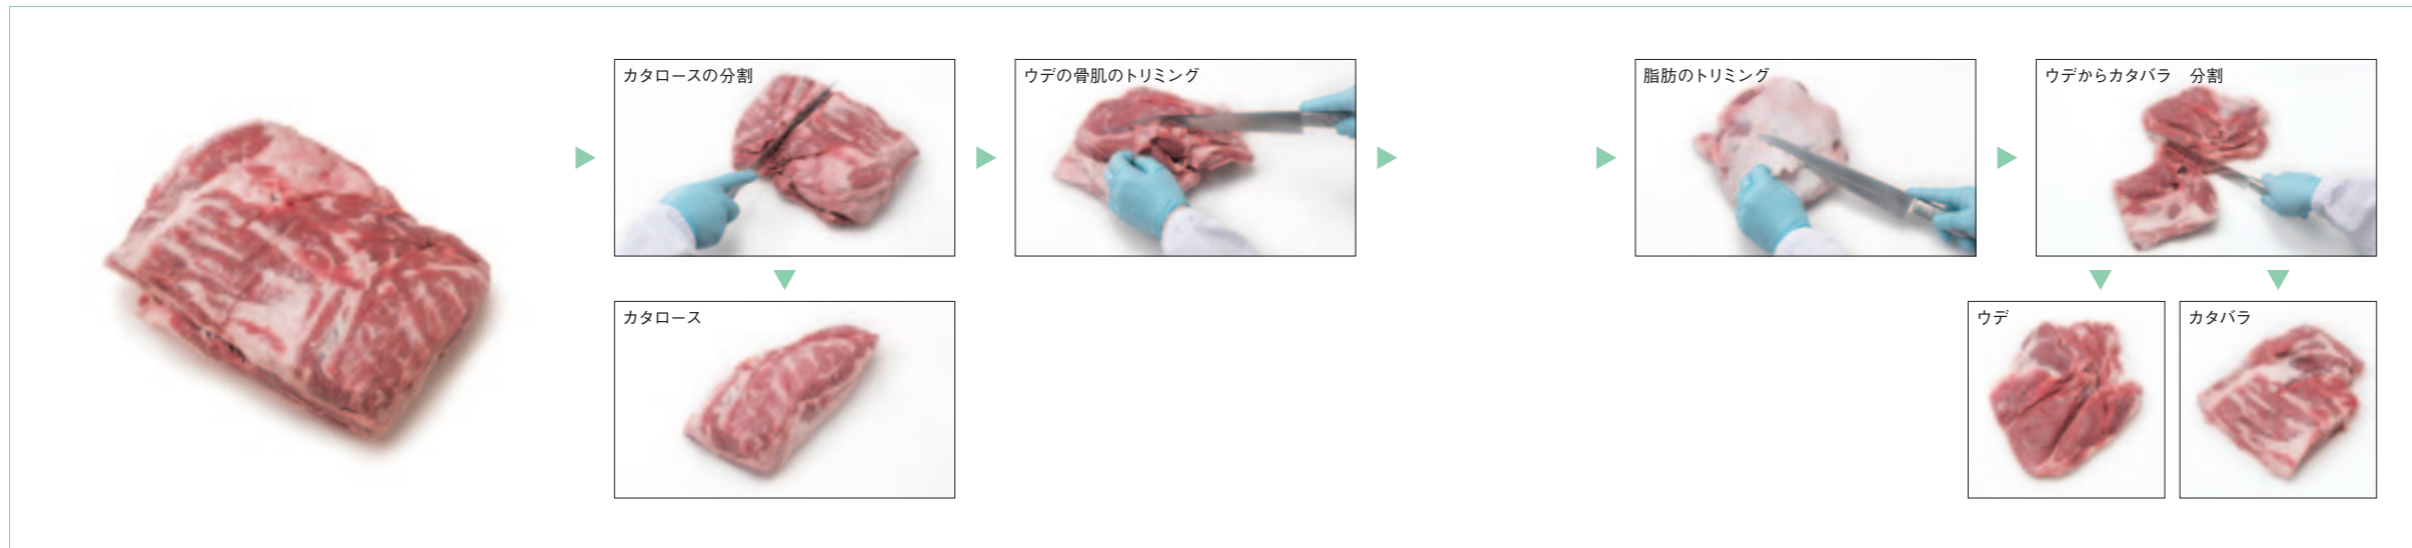 カタロースの分割
ウデの骨肌のトリミング
脂肪のトリミング
ウデからカタバラ　分割
カタロース
ウデ
カタバラ